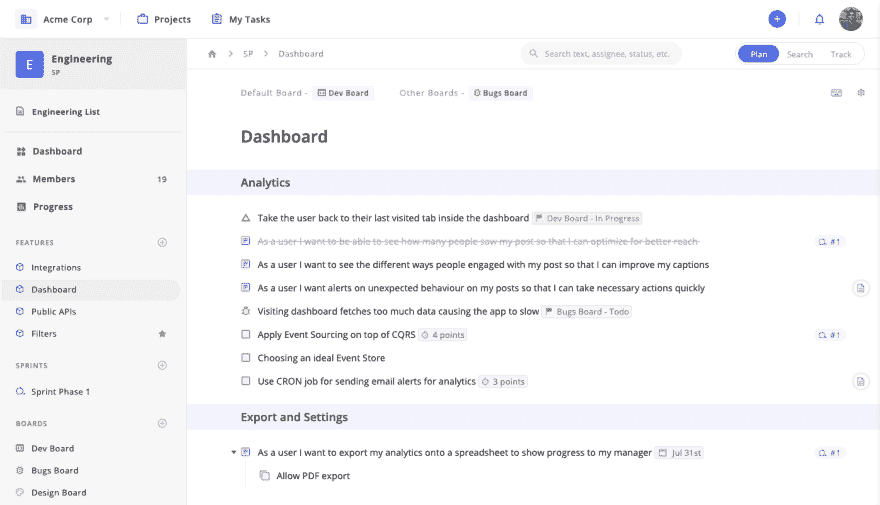 Acme Corp Projects My Tasks
E Engineering
SP
SP Dashboard
Search text, assignee, status, etc.
Plan Search Track
Engineering List
Dashboard
Members 19
Progress
FEATURES
Integrations
Dashboard
Public APIs
Filters
SPRINTS
Sprint Phase 1
BOARDS
Dev Board
Bugs Board
Design Board
Default Board - Dev Board Other Boards - Bugs Board
Dashboard
Analytics
Take the user back to their last visited tab inside the dashboard Dev Board - In Progress
As a user I want to be able to see how many people saw my post so that I can optimize for better reach #1
As a user I want to see the different ways people engaged with my post so that I can improve my captions
As a user I want alerts on unexpected behaviour on my posts so that I can take necessary actions quickly
Visiting dashboard fetches too much data causing the app to slow Bugs Board - Todo
Apply Event Sourcing on top of CQRS 4 points #1
Choosing an ideal Event Store
Use CRON job for sending email alerts for analytics 3 points
Export and Settings
As a user I want to export my analytics onto a spreadsheet to show progress to my manager Jul 31st #1
Allow PDF export